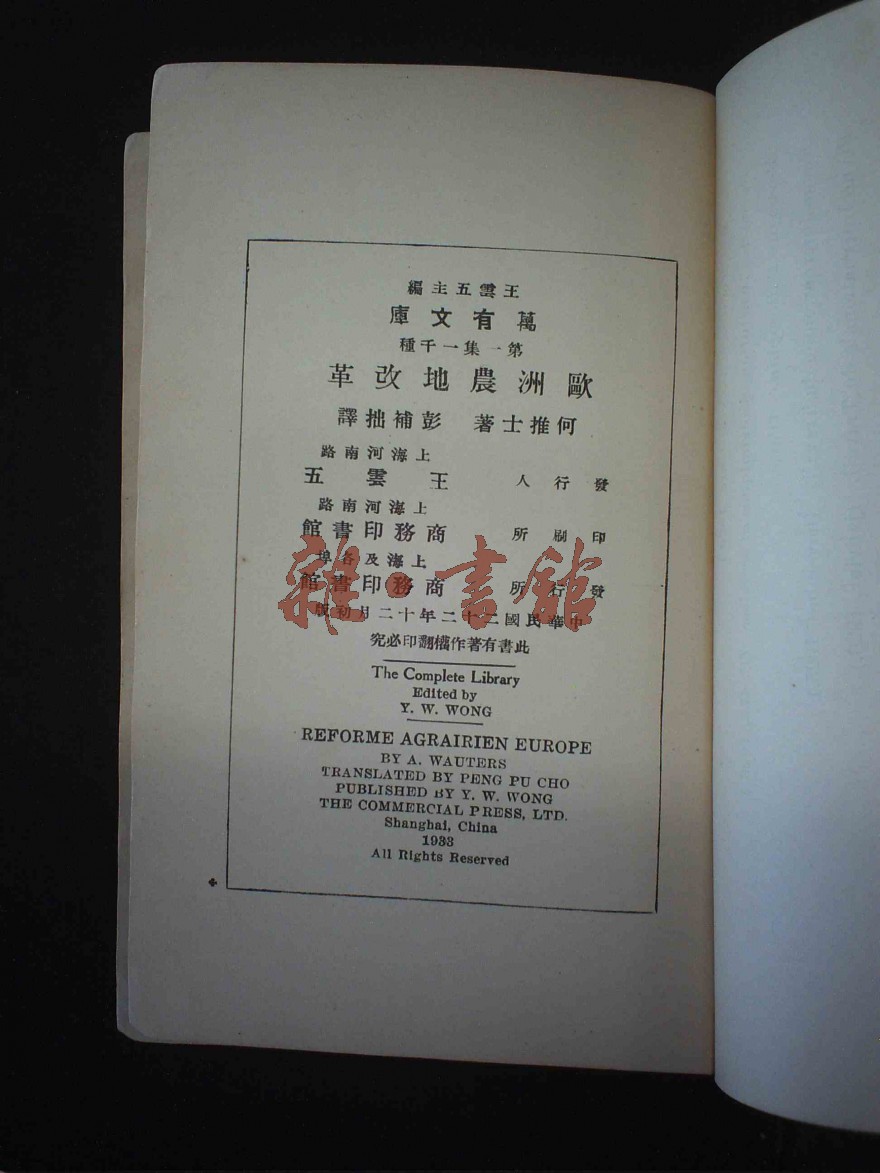 王雲五主編
萬有文庫
第一集一千種
歐洲農地改革
何推士著 彭補拙譯
上海河南路
發行人 王雲五
上海河南路
印刷所 商務印書館
上海及各埠
發行所 商務印書館
中華民國二十二年十二月初版
此書有著作權翻印必究
雜·書館
The Complete Library
Edited by
Y. W. WONG
REFORME AGRAIRIEN EUROPE
BY A. WAUTERS
TRANSLATED BY PENG PU CHO
PUBLISHED BY Y. W. WONG
THE COMMERCIAL PRESS, LTD.
Shanghai, China
1933
All Rights Reserved